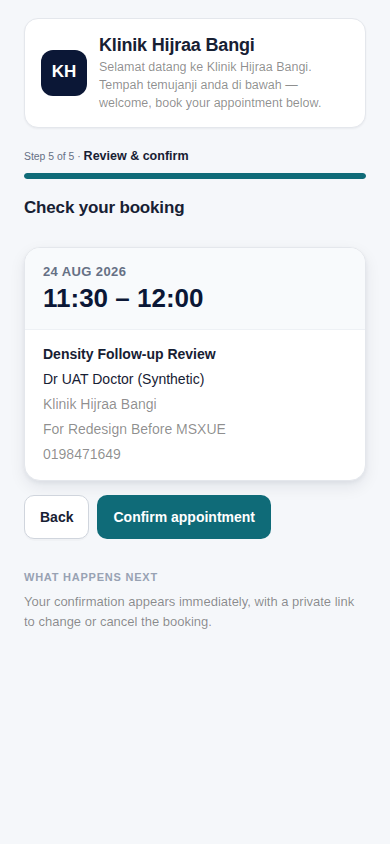 KH
Klinik Hijraa Bangi
Selamat datang ke Klinik Hijraa Bangi.
Tempah temujanji anda di bawah —
welcome, book your appointment below.
Step 5 of 5 · Review & confirm
Check your booking
24 AUG 2026
11:30 – 12:00
Density Follow-up Review
Dr UAT Doctor (Synthetic)
Klinik Hijraa Bangi
For Redesign Before MSXUE
0198471649
Back
Confirm appointment
WHAT HAPPENS NEXT
Your confirmation appears immediately, with a private link
to change or cancel the booking.